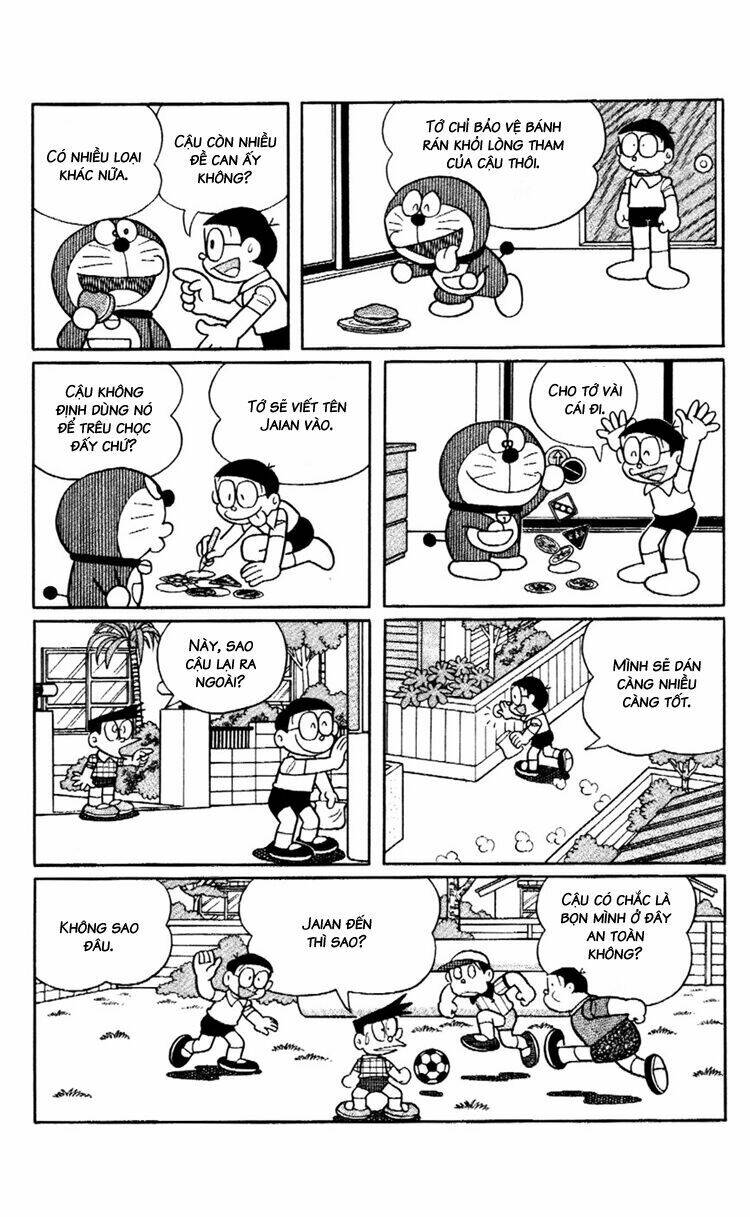 TỚ CHỈ BẢO VỆ BÁNH
RÁN KHỎI LÒNG THAM
CỦA CẬU THÔI.
CẬU CÒN NHIỀU
ĐỀ CAN ẤY
KHÔNG?
CÓ NHIỀU LOẠI
KHÁC NỮA.
CHO TỚ VÀI
CÁI ĐI.
TỚ SẼ VIẾT TÊN
JAIAN VÀO.
CẬU KHÔNG
ĐỊNH DÙNG NÓ
ĐỂ TRÊU CHỌC
ĐẤY CHỨ?
MÌNH SẼ DÁN
CÀNG NHIỀU
CÀNG TỐT.
NÀY, SAO
CẬU LẠI RA
NGOÀI?
CẬU CÓ CHẮC LÀ
BỌN MÌNH Ở ĐÂY
AN TOÀN
KHÔNG?
JAIAN ĐẾN
THÌ SAO?
KHÔNG SAO
ĐÂU.